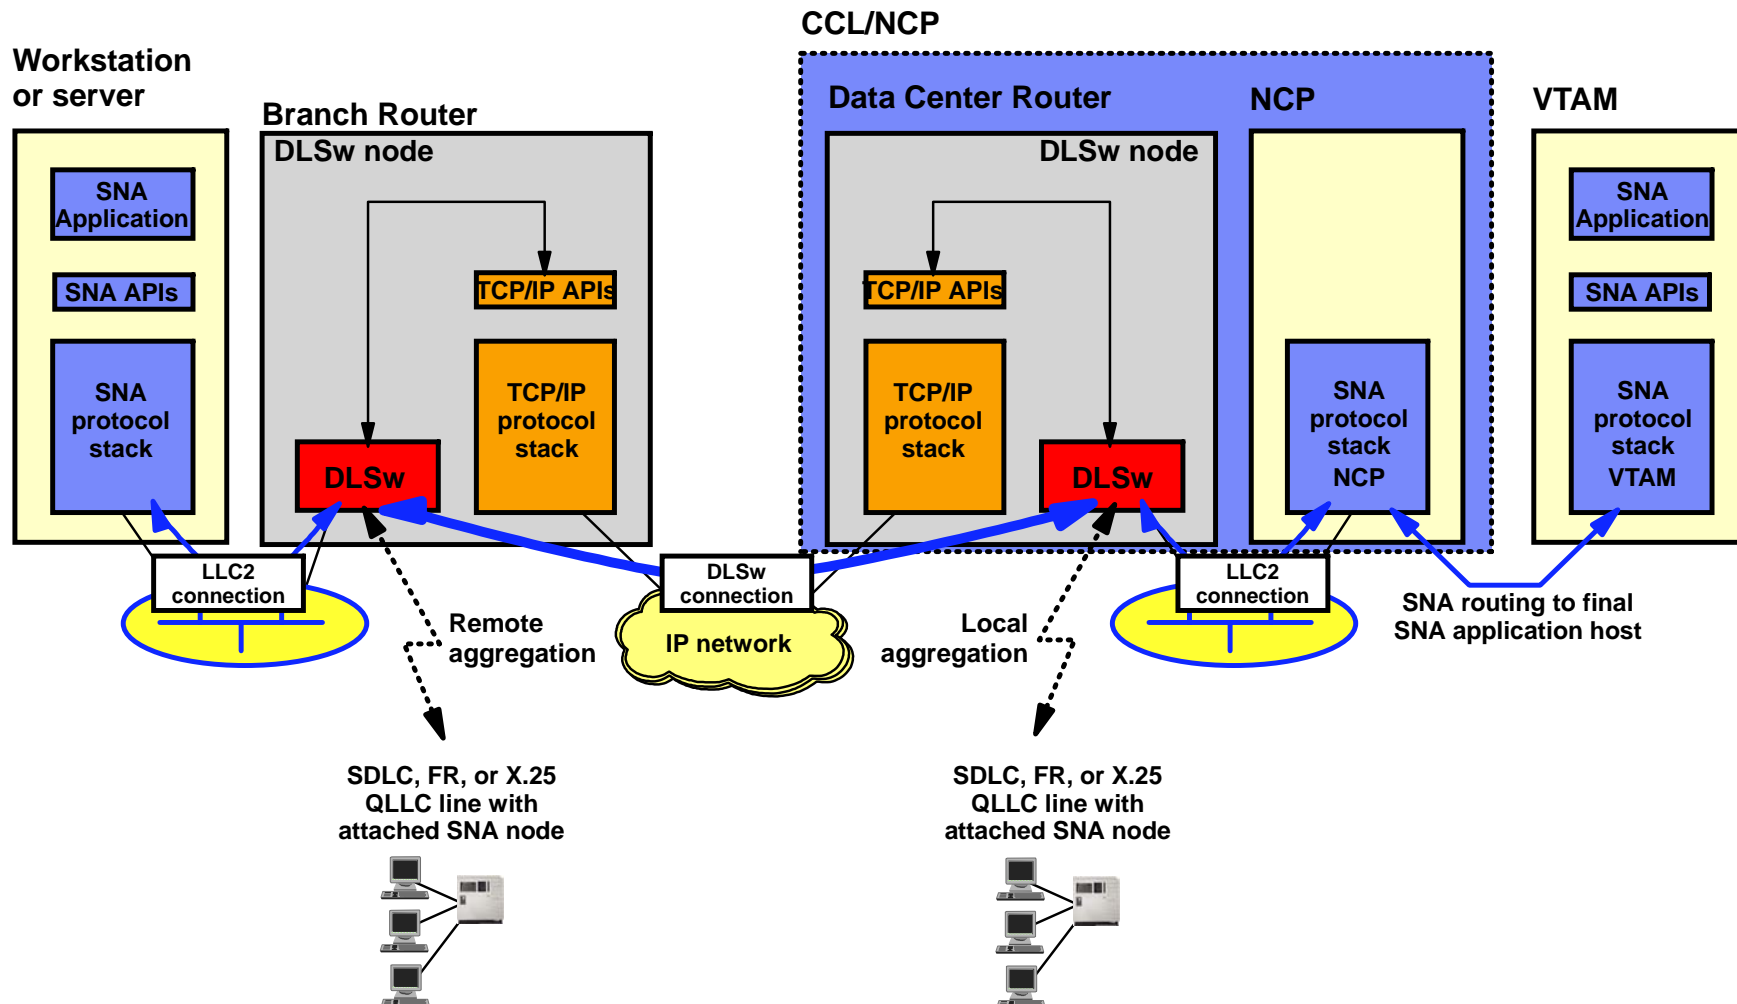 CCL/NCP
Workstation
or server
Branch Router
DLSw node
Data Center Router
DLSw node
NCP
VTAM
SNA
Application
SNA APIs
SNA
protocol
stack
TCP/IP APIs
TCP/IP
protocol
stack
DLSw
TCP/IP APIs
TCP/IP
protocol
stack
DLSw
SNA
protocol
stack
NCP
SNA
Application
SNA APIs
SNA
protocol
stack
VTAM
LLC2
connection
DLSw
connection
LLC2
connection
Remote
aggregation
IP network
Local
aggregation
SNA routing to final
SNA application host
SDLC, FR, or X.25
QLLC line with
attached SNA node
SDLC, FR, or X.25
QLLC line with
attached SNA node